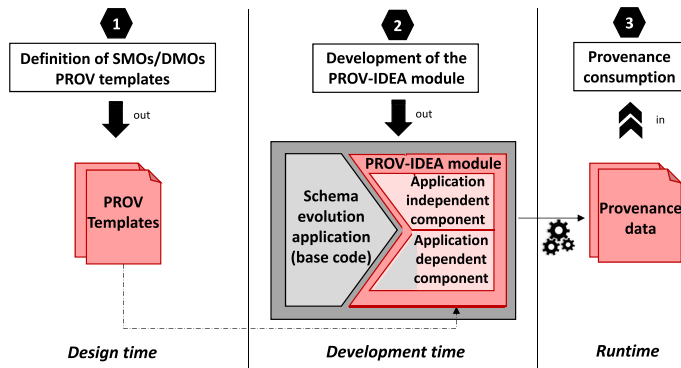 1
Definition of SMOs/DMOs
PROV templates
out
PROV
Templates
Design time
2
Development of the
PROV-IDEA module
out
Schema
evolution
application
(base code)
PROV-IDEA module
Application
independent
component
Application
dependent
component
Development time
3
Provenance
consumption
in
Provenance
data
Runtime